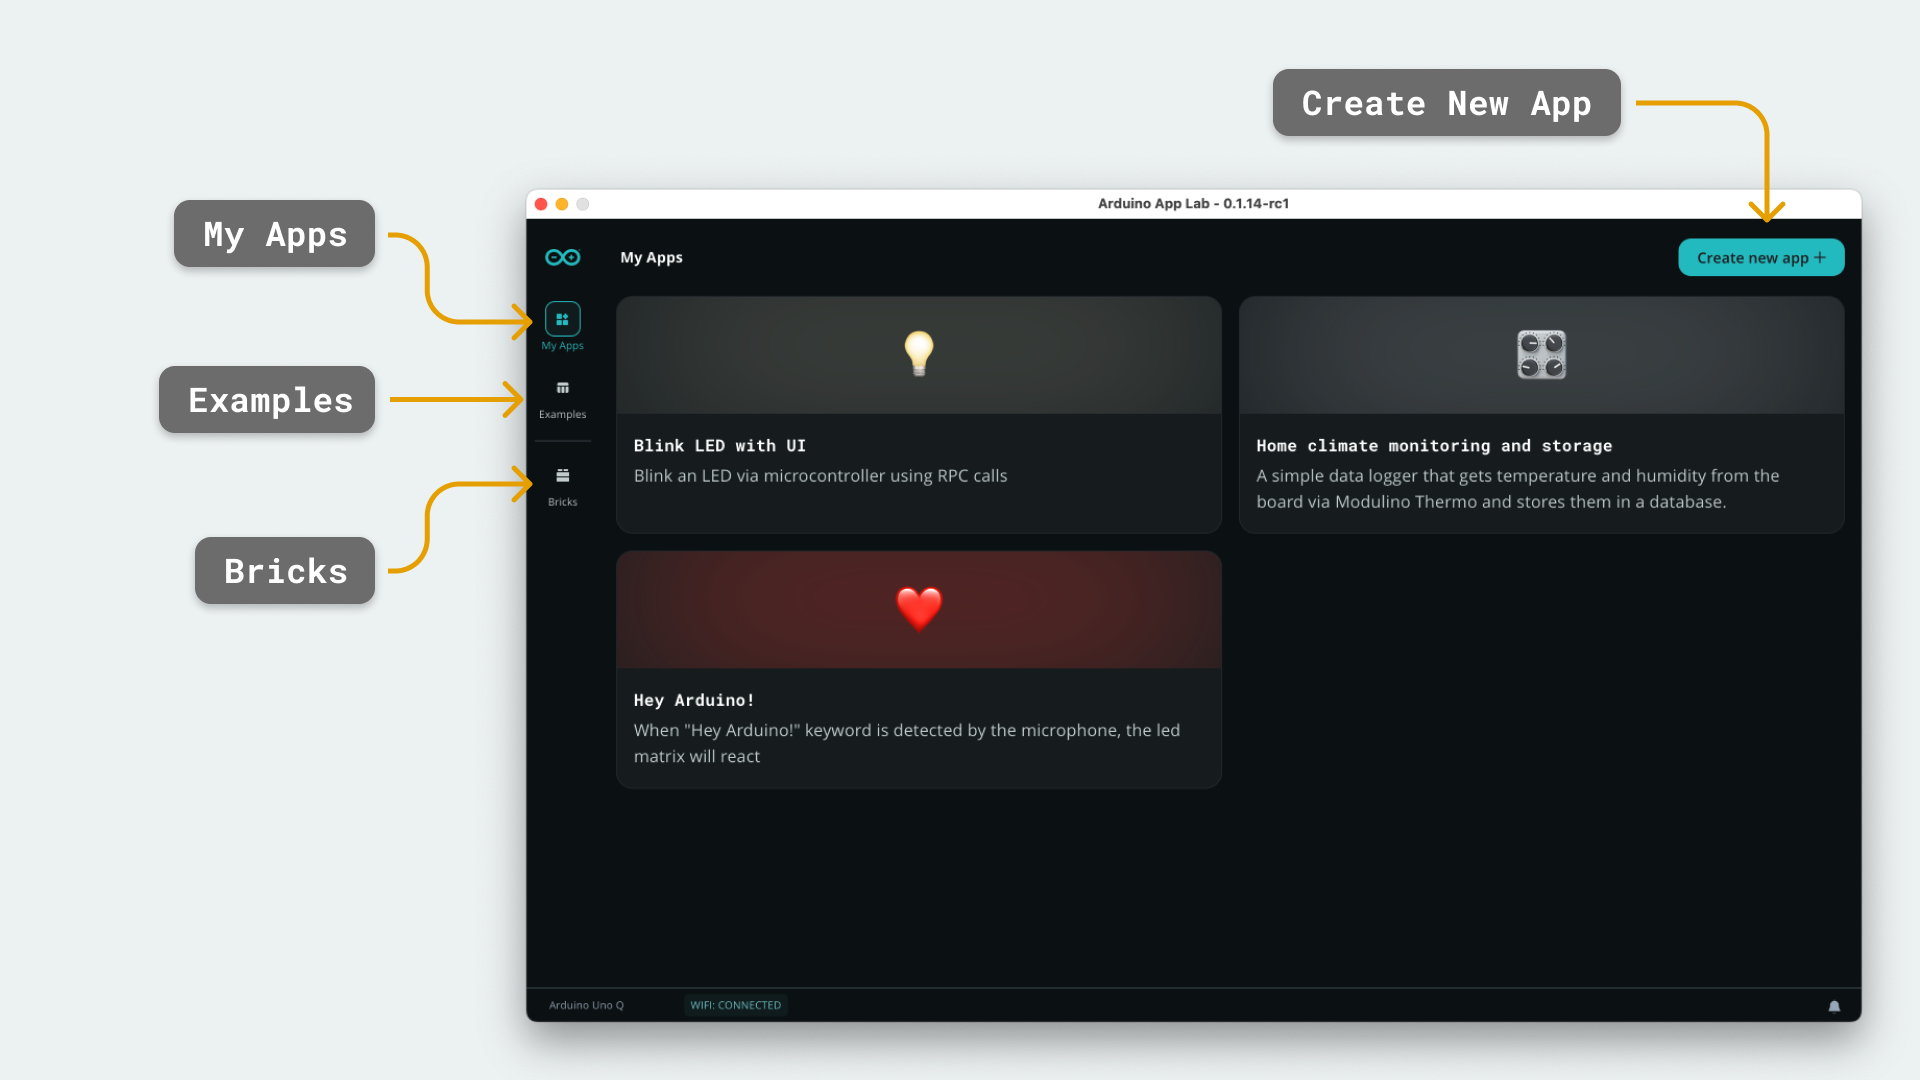 Create New App
My Apps
Examples
Bricks
Arduino App Lab - 0.1.14-rc1
My Apps
Create new app +
My Apps
Examples
Bricks
Blink LED with UI
Blink an LED via microcontroller using RPC calls
Home climate monitoring and storage
A simple data logger that gets temperature and humidity from the
board via Modulino Thermo and stores them in a database.
Hey Arduino!
When "Hey Arduino!" keyword is detected by the microphone, the led
matrix will react
Arduino Uno Q
WIFI: CONNECTED